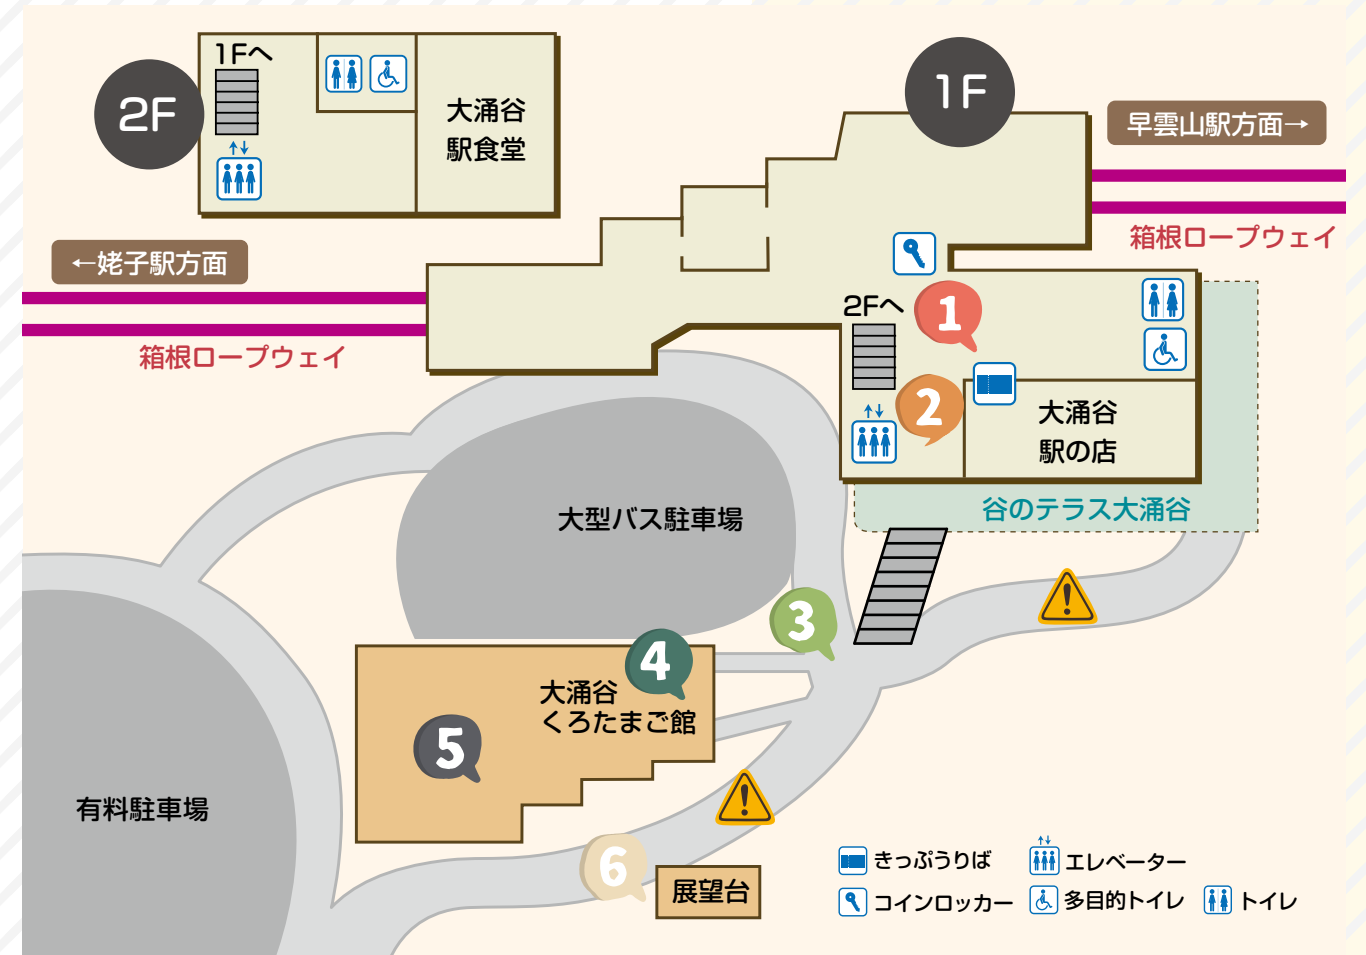 2F
1Fへ
大涌谷
駅食堂
1F
早雲山駅方面→
箱根ロープウェイ
←姥子駅方面
箱根ロープウェイ
2Fへ
1
2
大涌谷
駅の店
谷のテラス大涌谷
大型バス駐車場
3
4
大涌谷
くろたまご館
5
有料駐車場
6
展望台
きっぷうりば
エレベーター
コインロッカー
多目的トイレ
トイレ